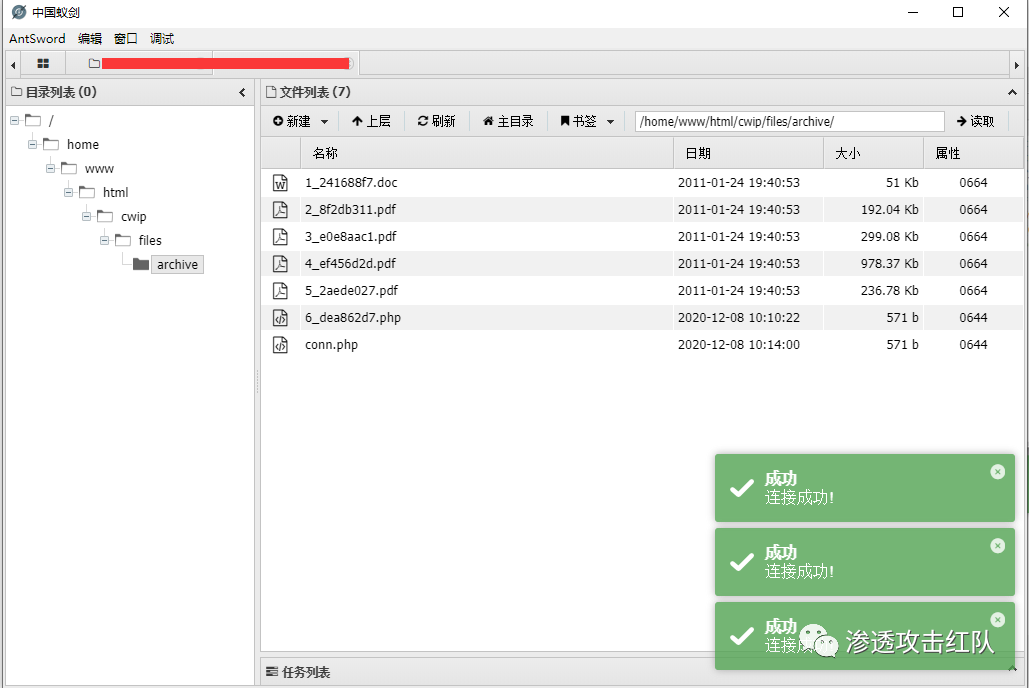 中国蚁剑
AntSword 编辑 窗口 调试
目录列表 (0)
/
home
www
html
cwip
files
archive
文件列表 (7)
新建 上层 刷新 主目录 书签 /home/www/html/cwip/files/archive/ 读取
名称 日期 大小 属性
1_241688f7.doc 2011-01-24 19:40:53 51 Kb 0664
2_8f2db311.pdf 2011-01-24 19:40:53 192.04 Kb 0664
3_e0e8aac1.pdf 2011-01-24 19:40:53 299.08 Kb 0664
4_ef456d2d.pdf 2011-01-24 19:40:53 978.37 Kb 0664
5_2aede027.pdf 2011-01-24 19:40:53 236.78 Kb 0664
6_dea862d7.php 2020-12-08 10:10:22 571 b 0644
conn.php 2020-12-08 10:14:00 571 b 0644
成功
连接成功!
成功
连接成功!
成功
连接
渗透攻击红队
任务列表